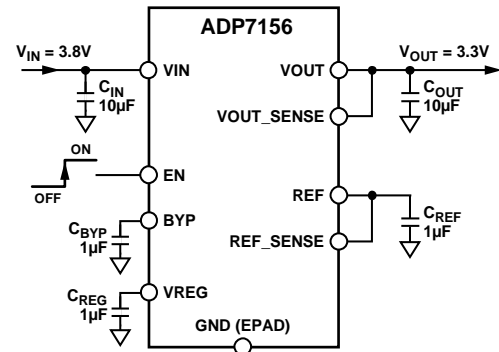 ADP7156
VIN = 3.8V
VOUT = 3.3V
VIN
VOUT
CIN
10µF
COUT
10µF
VOUT_SENSE
ON
OFF
EN
REF
BYP
CBYP
1µF
CREF
1µF
REF_SENSE
VREG
CREG
1µF
GND (EPAD)